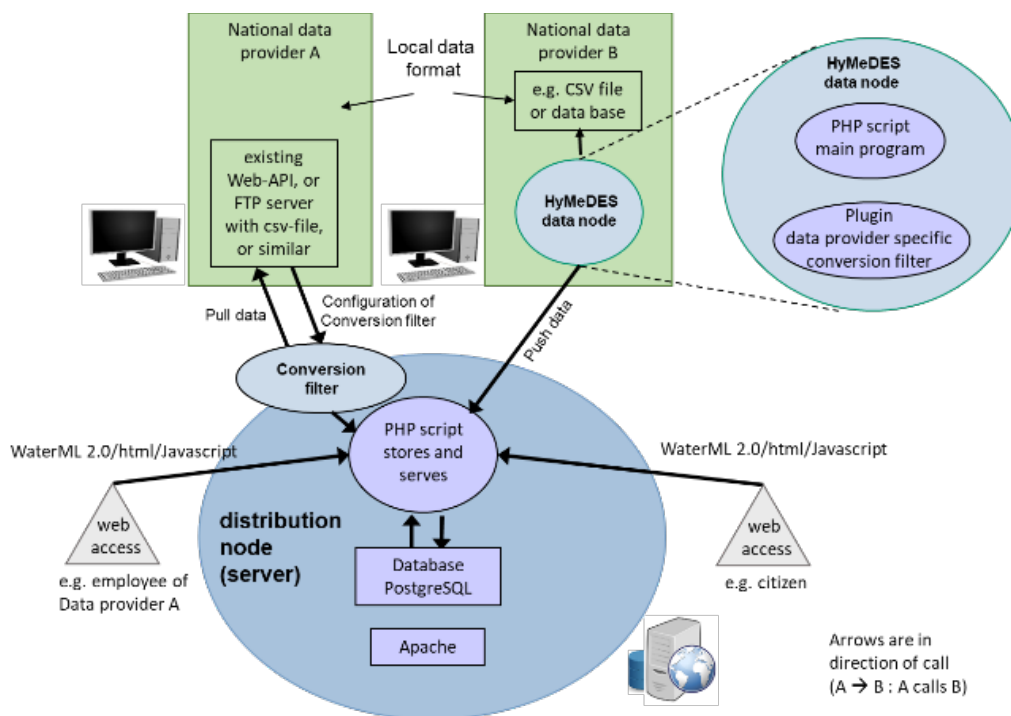 National data
provider A
Local data
format
National data
provider B
e.g. CSV file
or data base
HyMeDES
data node
PHP script
main program
Plugin
data provider specific
conversion filter
existing
Web-API, or
FTP server
with csv-file,
or similar
HyMeDES
data node
Pull data
Configuration of
Conversion filter
Push data
Conversion
filter
PHP script
stores and
serves
WaterML 2.0/html/Javascript
WaterML 2.0/html/Javascript
web
access
e.g. employee of
Data provider A
distribution
node
(server)
Database
PostgreSQL
Apache
web
access
e.g. citizen
Arrows are in
direction of call
(A → B : A calls B)